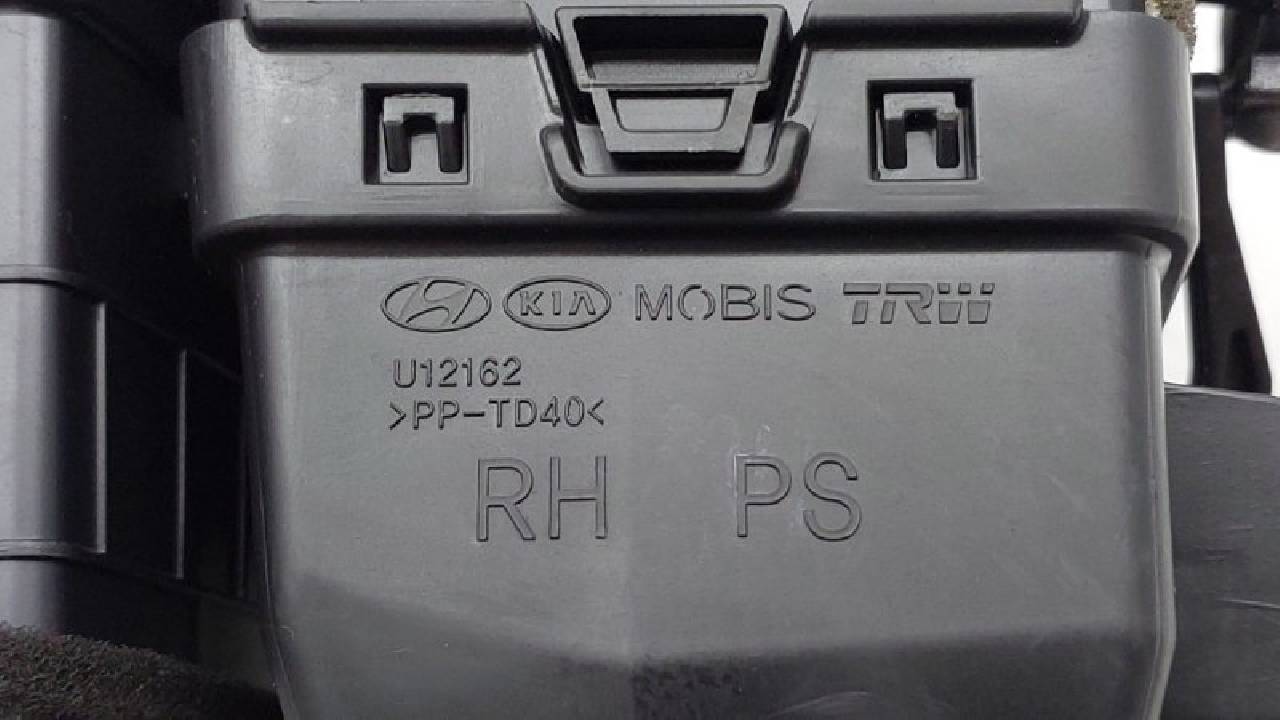 KIA MOBIS TRW
U12162
>PP-TD40<
RH PS